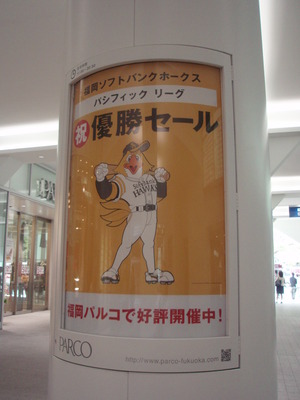 福岡ソフトバンクホークス
パシフィック リーグ
祝優勝セール
HAWKS
福岡パルコで好評開催中!
PARCO
http://www.parco-fukuoka.com